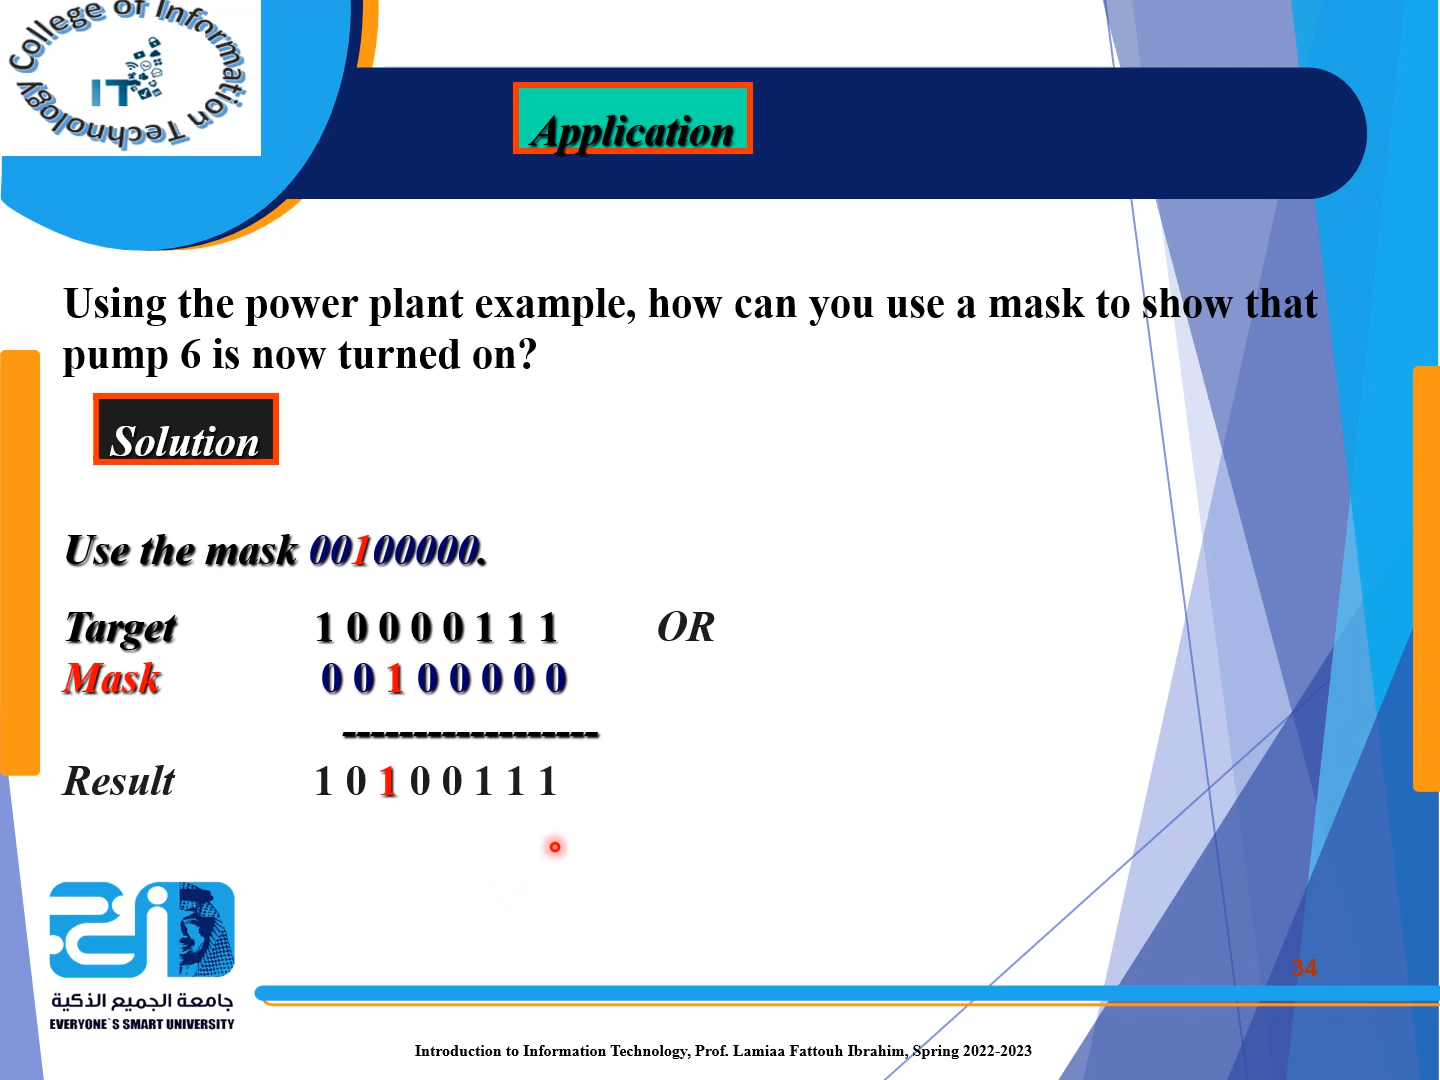 College of Information Technology
IT
Application
Using the power plant example, how can you use a mask to show that
pump 6 is now turned on?
Solution
Use the mask 00100000.
Target 1 0 0 0 0 1 1 1 OR
Mask 0 0 1 0 0 0 0 0
------------------
Result 1 0 1 0 0 1 1 1
34
جامعة الجميع الذكية
EVERYONE`S SMART UNIVERSITY
Introduction to Information Technology, Prof. Lamiaa Fattouh Ibrahim, Spring 2022-2023